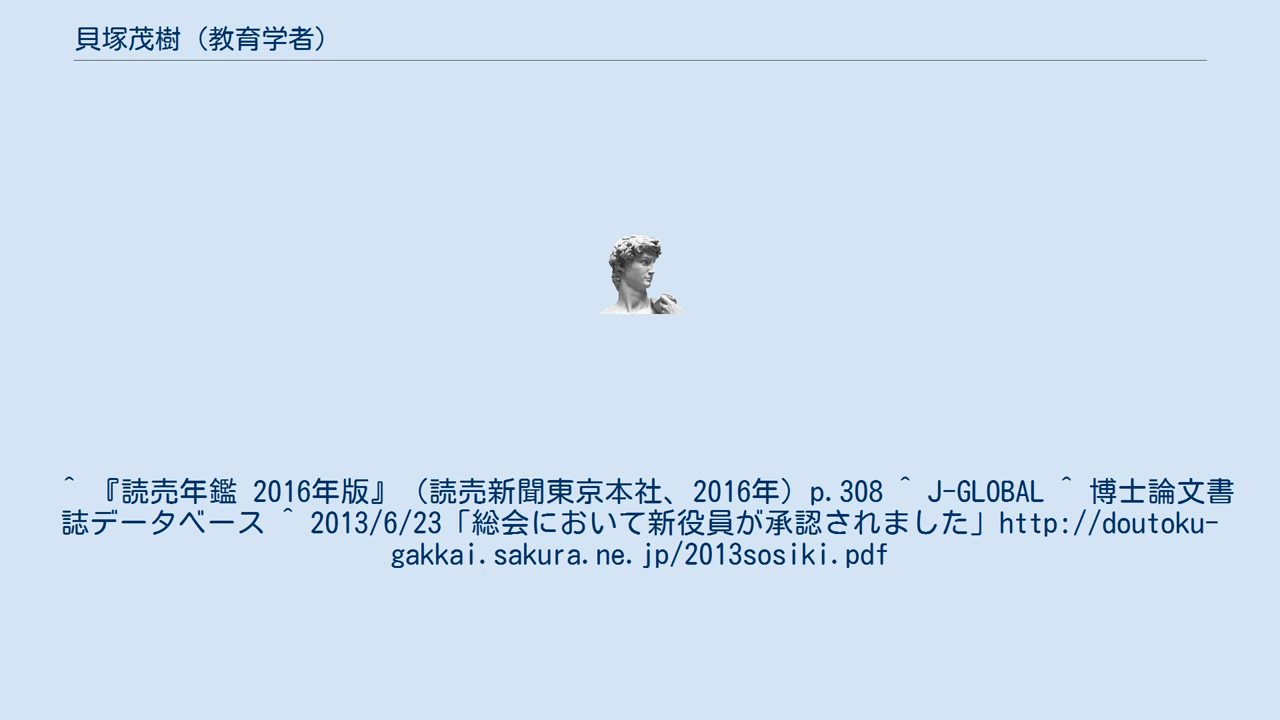 貝塚茂樹（教育学者）
^ 『読売年鑑 2016年版』（読売新聞東京本社、2016年）p.308 ^ J-GLOBAL ^ 博士論文書
誌データベース ^ 2013/6/23「総会において新役員が承認されました」http://doutoku-
gakkai.sakura.ne.jp/2013sosiki.pdf